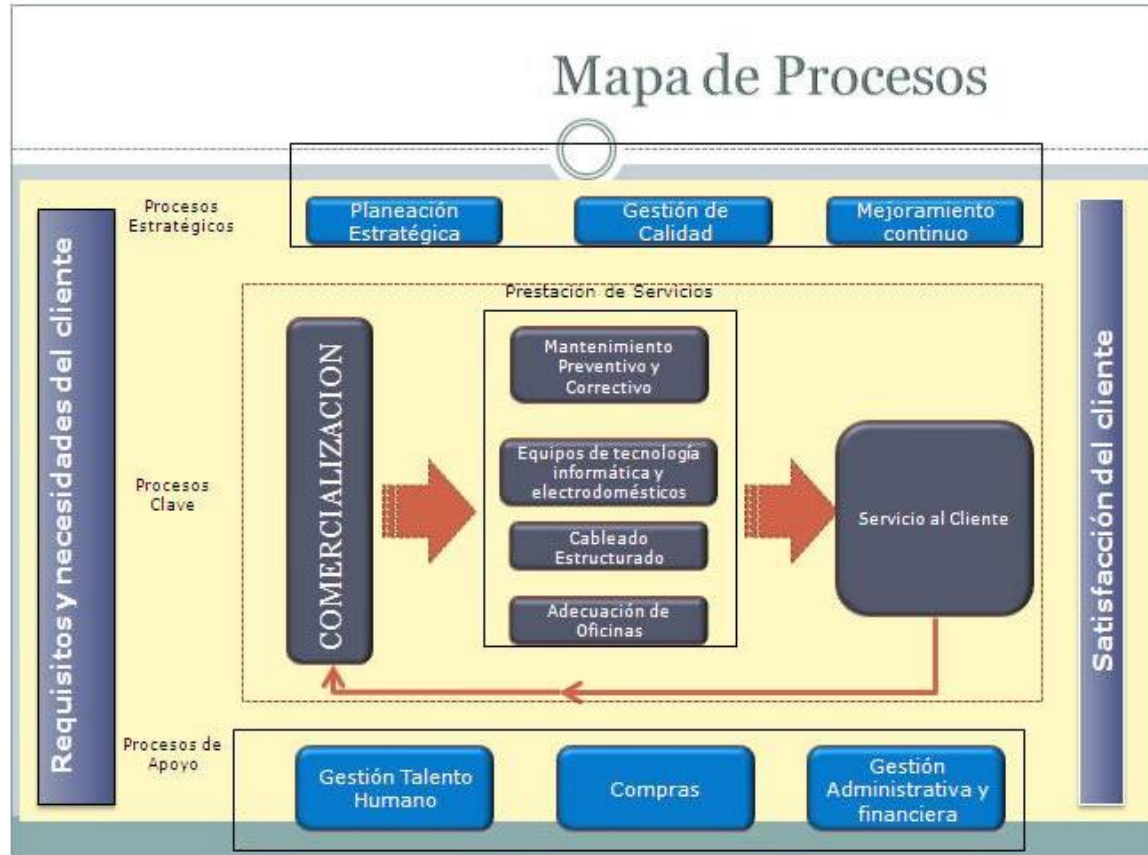 Mapa de Procesos
Requisitos y necesidades del cliente
Procesos
Estratégicos
Planeación
Estratégica
Gestión de
Calidad
Mejoramiento
continuo
Prestación de Servicios
Procesos
Clave
COMERCIALIZACION
Mantenimiento
Preventivo y
Correctivo
Equipos de tecnología
informática y
electrodomésticos
Cableado
Estructurado
Adecuación de
Oficinas
Servicio al Cliente
Satisfacción del cliente
Procesos de
Apoyo
Gestión Talento
Humano
Compras
Gestión
Administrativa y
financiera